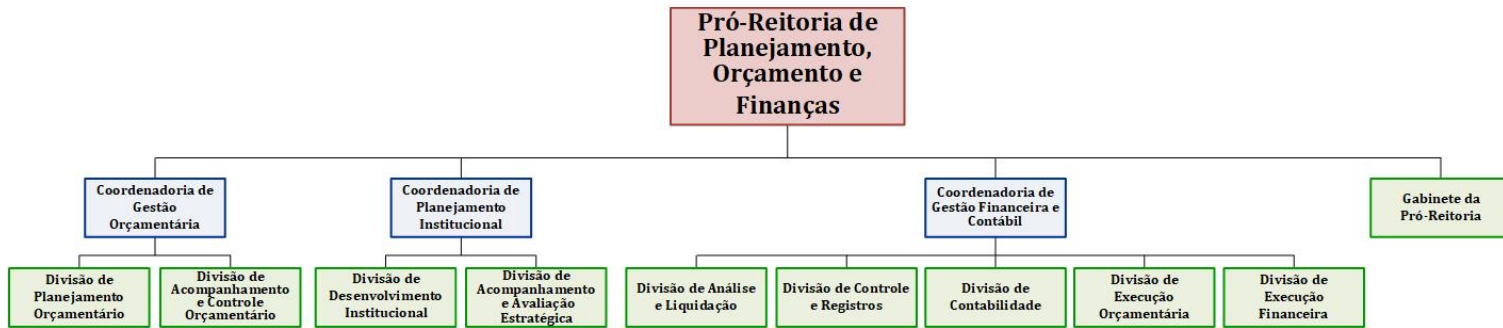 Pró-Reitoria de
Planejamento,
Orçamento e
Finanças
Coordenadoria de
Gestão
Orçamentária
Coordenadoria de
Planejamento
Institucional
Coordenadoria de
Gestão Financeira e
Contábil
Gabinete da
Pró-Reitoria
Divisão de
Planejamento
Orçamentário
Divisão de
Acompanhamento
e Controle
Orçamentário
Divisão de
Desenvolvimento
Institucional
Divisão de
Acompanhamento
e Avaliação
Estratégica
Divisão de Análise
e Liquidação
Divisão de Controle
e Registros
Divisão de
Contabilidade
Divisão de
Execução
Orçamentária
Divisão de
Execução
Financeira